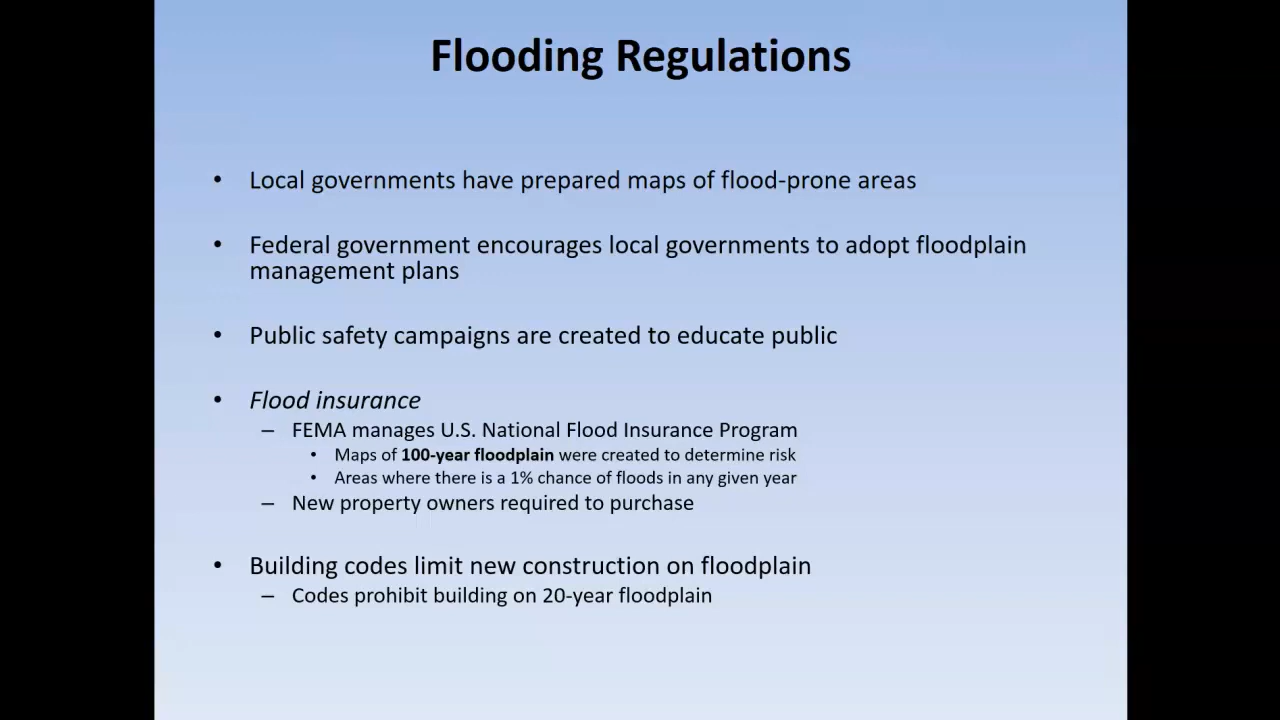 Flooding Regulations
• Local governments have prepared maps of flood-prone areas
• Federal government encourages local governments to adopt floodplain
management plans
• Public safety campaigns are created to educate public
• Flood insurance
– FEMA manages U.S. National Flood Insurance Program
• Maps of 100-year floodplain were created to determine risk
• Areas where there is a 1% chance of floods in any given year
– New property owners required to purchase
• Building codes limit new construction on floodplain
– Codes prohibit building on 20-year floodplain